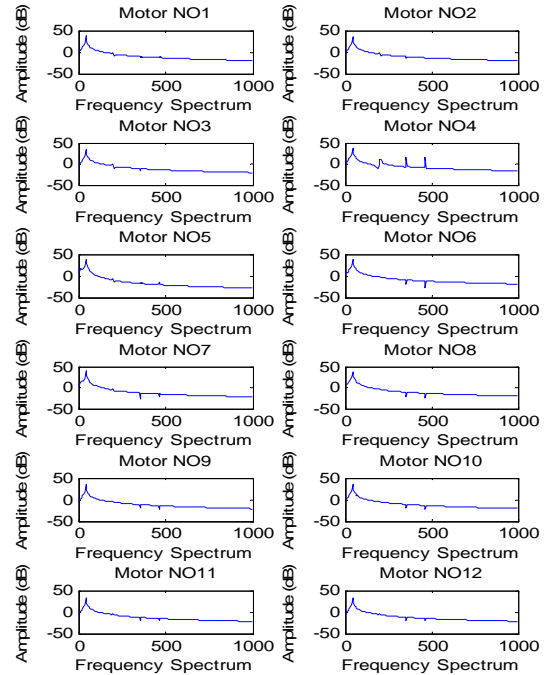 Motor NO1
Amplitude (dB)
50
-50
0 500 1000
Frequency Spectrum
Motor NO2
Amplitude (dB)
50
0
-50
0 500 1000
Frequency Spectrum
Motor NO3
Amplitude (dB)
50
0
-50
0 500 1000
Frequency Spectrum
Motor NO4
Amplitude (dB)
50
0
-50
0 500 1000
Frequency Spectrum
Motor NO5
Amplitude (dB)
50
0
-50
0 500 1000
Frequency Spectrum
Motor NO6
Amplitude (dB)
50
0
-50
0 500 1000
Frequency Spectrum
Motor NO7
Amplitude (dB)
50
0
-50
0 500 1000
Frequency Spectrum
Motor NO8
Amplitude (dB)
50
0
-50
0 500 1000
Frequency Spectrum
Motor NO9
Amplitude (dB)
50
0
-50
0 500 1000
Frequency Spectrum
Motor NO10
Amplitude (dB)
50
0
-50
0 500 1000
Frequency Spectrum
Motor NO11
Amplitude (dB)
50
0
-50
0 500 1000
Frequency Spectrum
Motor NO12
Amplitude (dB)
50
0
-50
0 500 1000
Frequency Spectrum